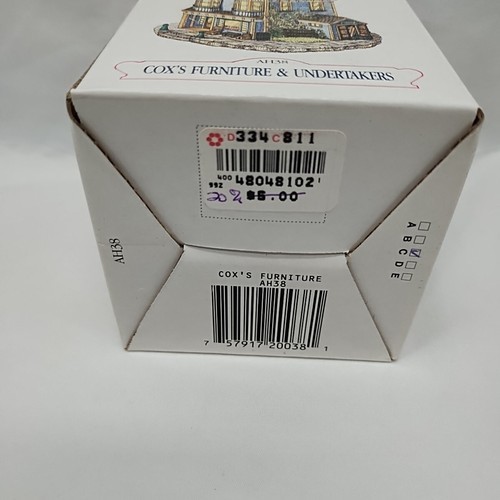 AH38
COX'S FURNITURE & UNDERTAKERS
D334C811
400 48048102 1
992
20% 85.00
AH38
A B C D E
COX'S FURNITURE
AH38
7 57917 20038 1